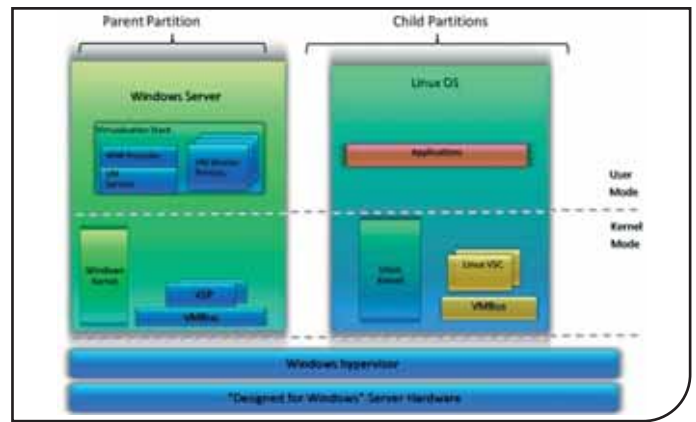 Parent Partition
Child Partitions
Windows Server
Linux OS
Virtualization Stack
WMI Provider
VM Service
VM Worker Process
Applications
User Mode
Kernel Mode
Windows Kernel
VSP
VMBus
Linux Kernel
Linux VSC
VMBus
Windows hypervisor
"Designed for Windows" Server Hardware